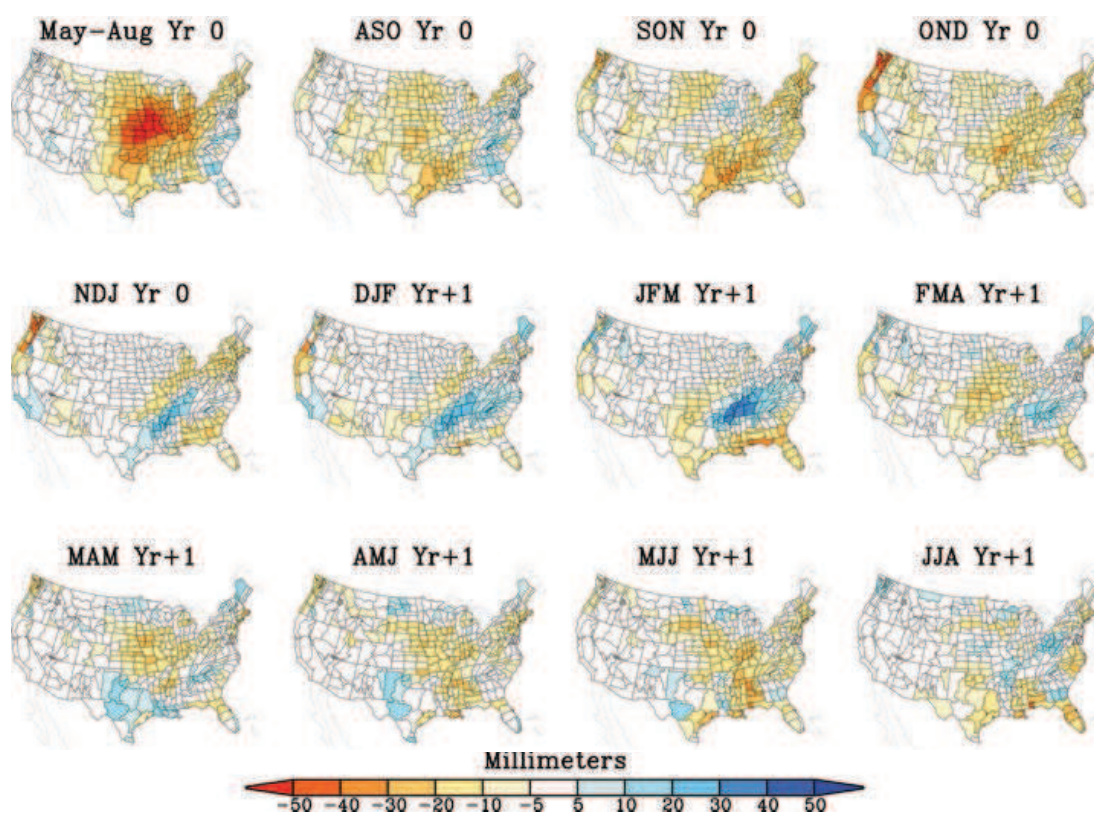 May-Aug Yr 0 ASO Yr 0 SON Yr 0 OND Yr 0
NDJ Yr 0 DJF Yr+1 JFM Yr+1 FMA Yr+1
MAM Yr+1 AMJ Yr+1 MJJ Yr+1 JJA Yr+1
Millimeters
-50 -40 -30 -20 -10 -5 5 10 20 30 40 50